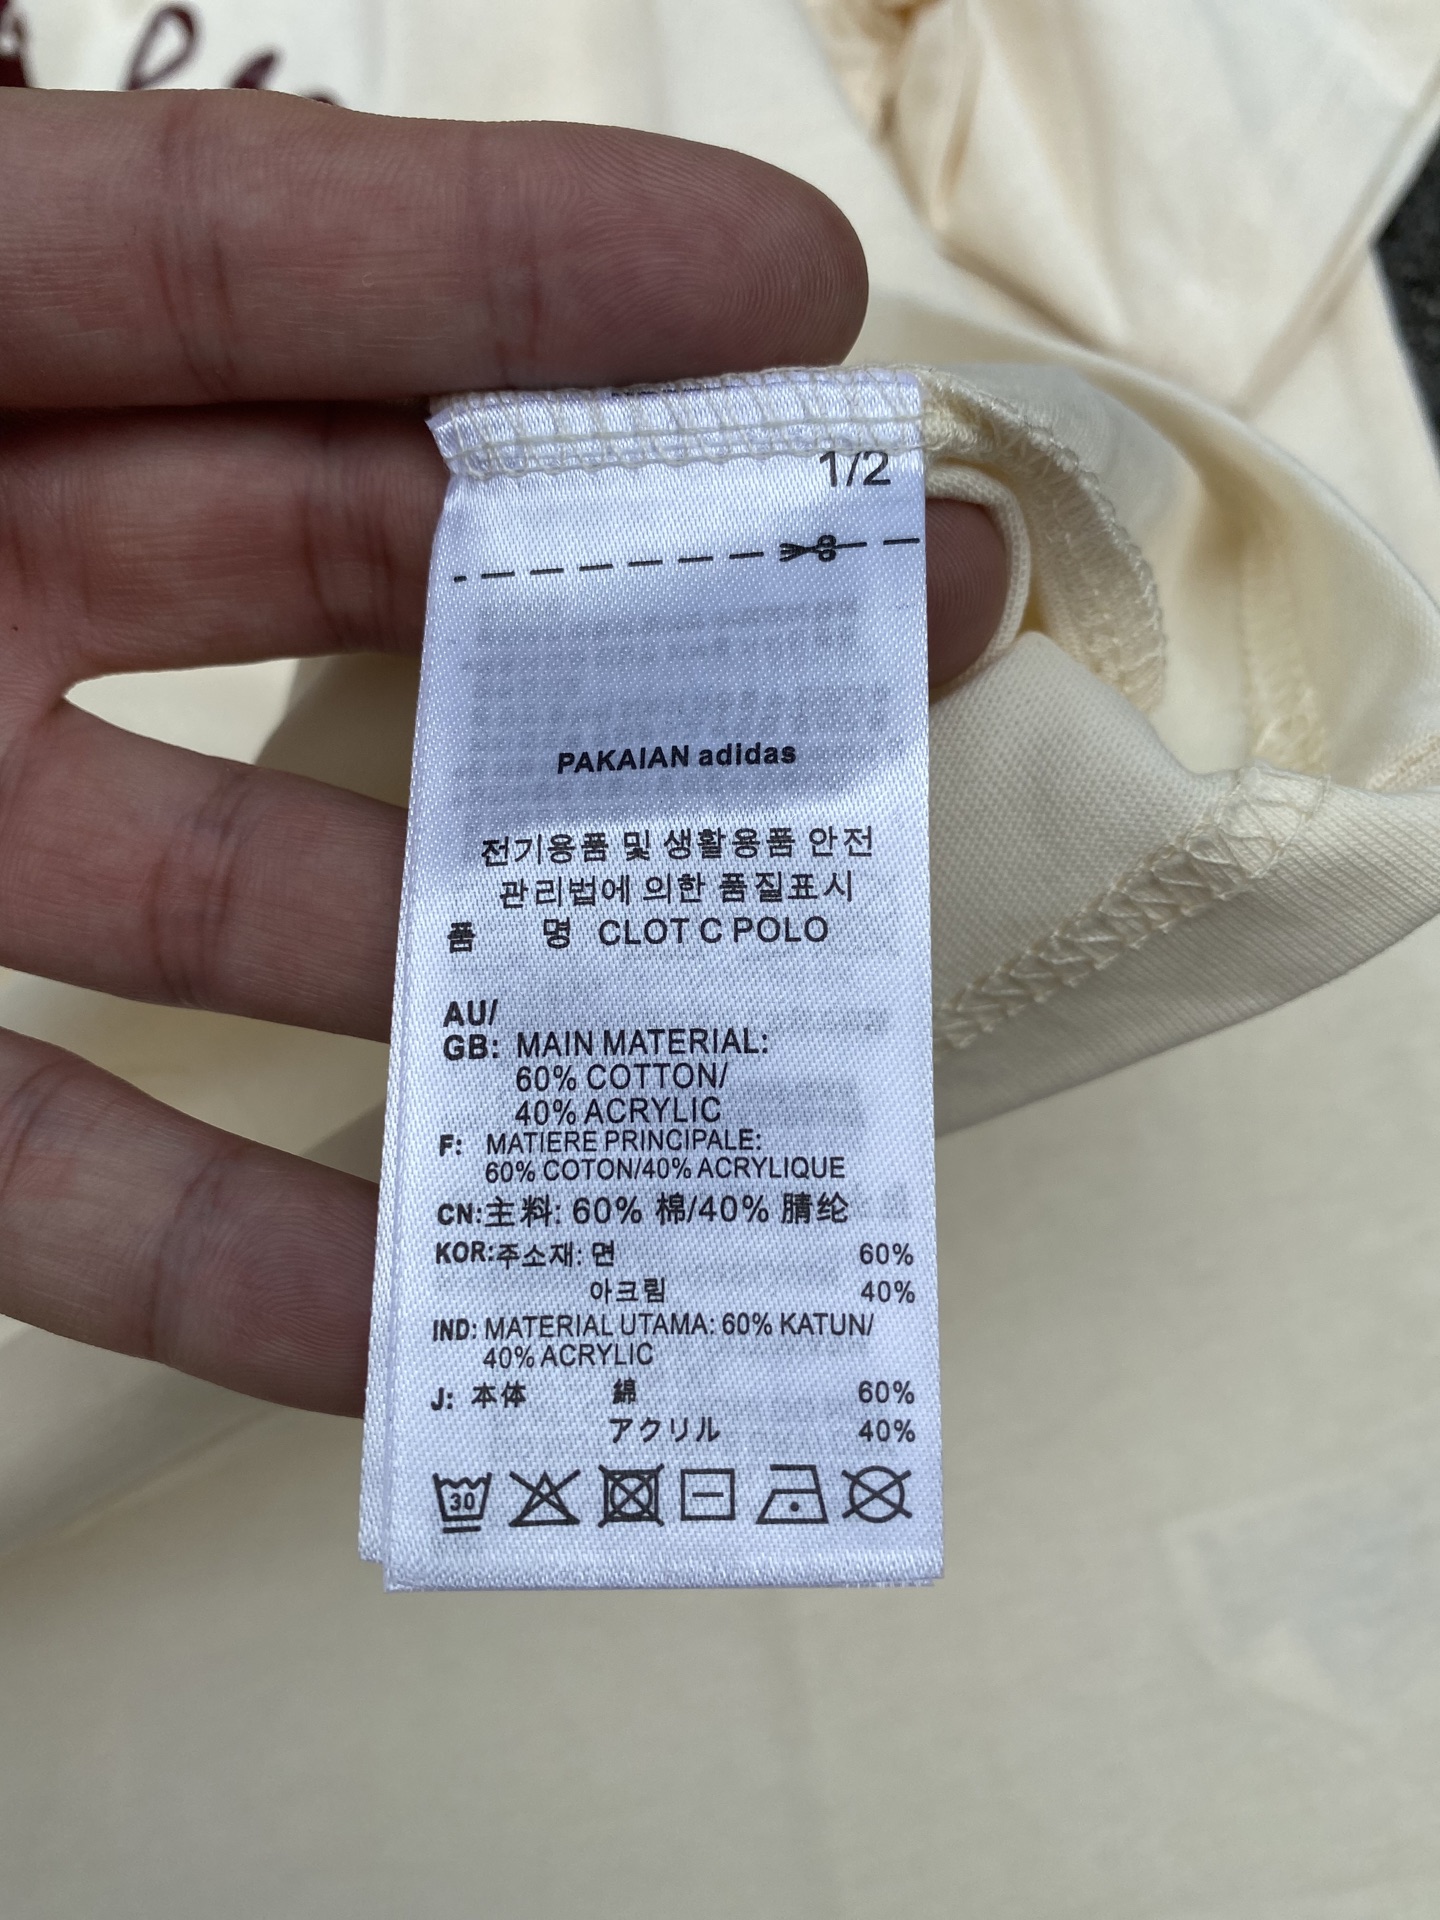 1/2
PAKAIAN adidas
전기용품 및 생활용품 안전
관리법에 의한 품질표시
품 명 CLOT C POLO
AU/
GB: MAIN MATERIAL:
60% COTTON/
40% ACRYLIC
F: MATIERE PRINCIPALE:
60% COTON/40% ACRYLIQUE
CN:主料: 60% 棉/40% 腈纶
KOR:주소재: 면 60%
아크릴 40%
IND: MATERIAL UTAMA: 60% KATUN/
40% ACRYLIC
J: 本体 綿 60%
アクリル 40%
30